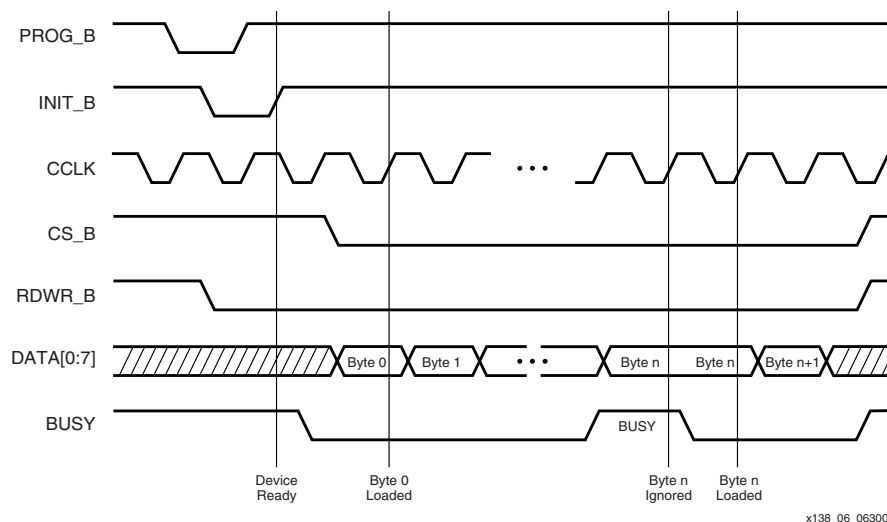 PROG_B
INIT_B
CCLK
CS_B
RDWR_B
DATA[0:7] Byte 0 Byte 1 Byte n Byte n Byte n+1
BUSY BUSY
Device Ready
Byte 0 Loaded
Byte n Ignored
Byte n Loaded
x138_06_06300